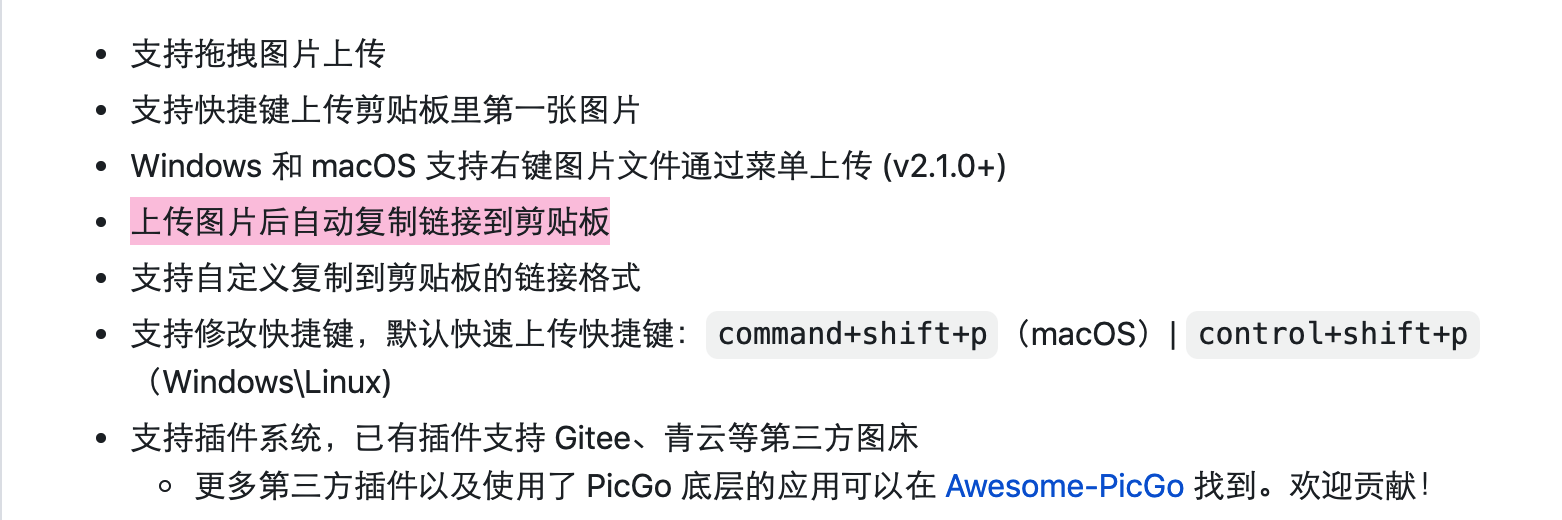 支持拖拽图片上传
支持快捷键上传剪贴板里第一张图片
Windows 和 macOS 支持右键图片文件通过菜单上传 (v2.1.0+)
上传图片后自动复制链接到剪贴板
支持自定义复制到剪贴板的链接格式
支持修改快捷键，默认快速上传快捷键：command+shift+p（macOS）| control+shift+p
（Windows\Linux)
支持插件系统，已有插件支持 Gitee、青云等第三方图床
更多第三方插件以及使用了 PicGo 底层的应用可以在 Awesome-PicGo 找到。欢迎贡献！